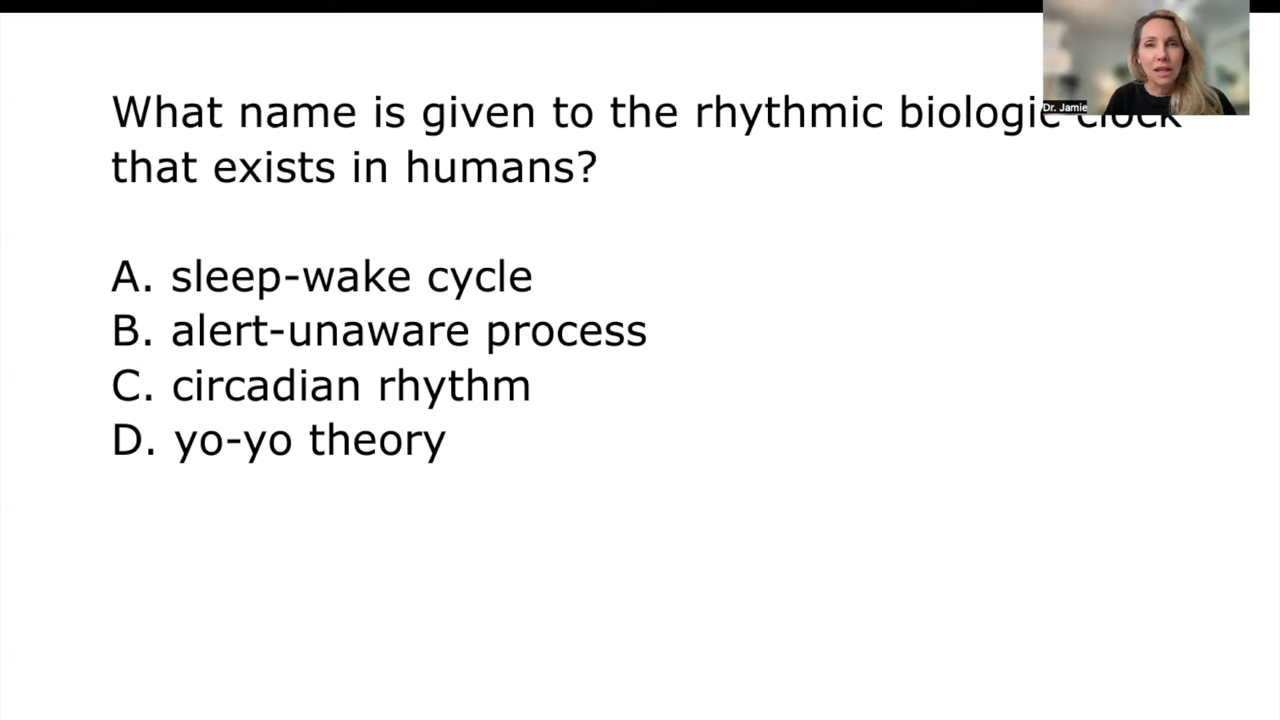 What name is given to the rhythmic biologic clock
that exists in humans?
A. sleep-wake cycle
B. alert-unaware process
C. circadian rhythm
D. yo-yo theory
Dr. Jamie